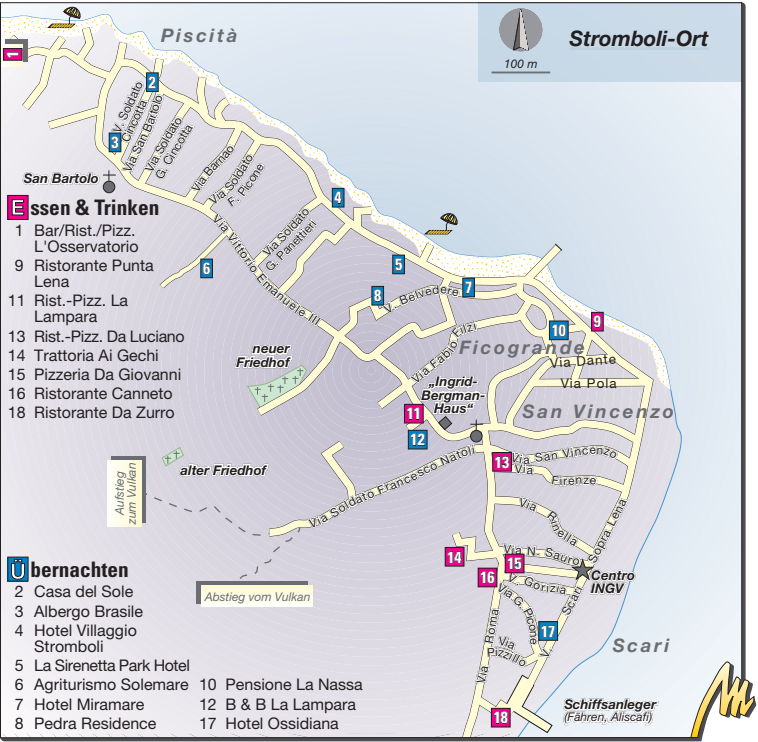 Piscità
Stromboli-Ort
100 m
1
2
V. Soldato
Cincotta
Via San Bartolo
Via Soldato
G. Cincotta
3
San Bartolo
Via Barnao
Via Soldato
F. Picone
4
Essen & Trinken
1 Bar/Rist./Pizz.
L'Osservatorio
9 Ristorante Punta
Lena
11 Rist.-Pizz. La
Lampara
13 Rist.-Pizz. Da Luciano
14 Trattoria Ai Gechi
15 Pizzeria Da Giovanni
16 Ristorante Canneto
18 Ristorante Da Zurro
Via Vittorio Emanuele III
Via Soldato
G. Panettieri
6
5
7
8
V. Belvedere
9
10
Via Fabio Filzi
Ficogrande
Via Dante
Via Pola
neuer
Friedhof
„Ingrid-
Bergman-
Haus“
San Vincenzo
11
12
13
Via San Vincenzo
Via
Firenze
alter Friedhof
Via Soldato Francesco Natoli
Aufstieg
zum Vulkan
Via Rinella
Sopra Lena
14
Via N. Sauro
15
16
V. Gorizia
Centro
INGV
Abstieg vom Vulkan
Via G. Picone
V. Scari
17
Via Roma
Via
Pizzillo
Scari
18
Schiffsanleger
(Fähren, Aliscafi)
Übernachten
2 Casa del Sole
3 Albergo Brasile
4 Hotel Villaggio
Stromboli
5 La Sirenetta Park Hotel
6 Agriturismo Solemare
7 Hotel Miramare
8 Pedra Residence
10 Pensione La Nassa
12 B & B La Lampara
17 Hotel Ossidiana